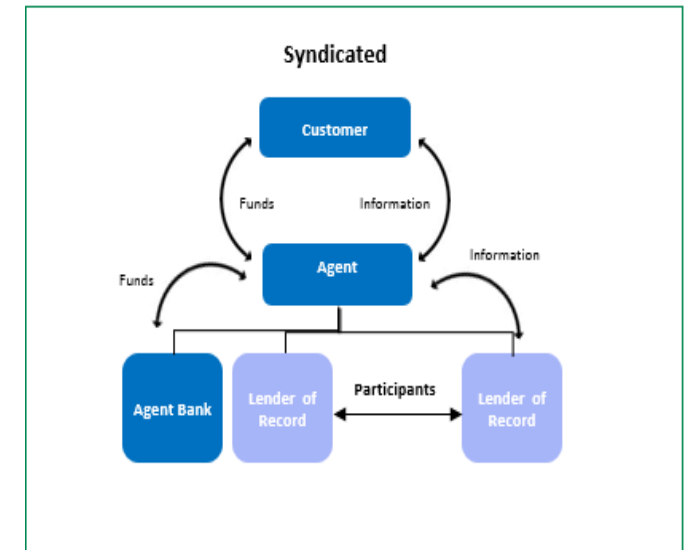 Syndicated
Customer
Funds
Information
Agent
Information
Funds
Participants
Agent Bank
Lender of
Record
Lender of
Record